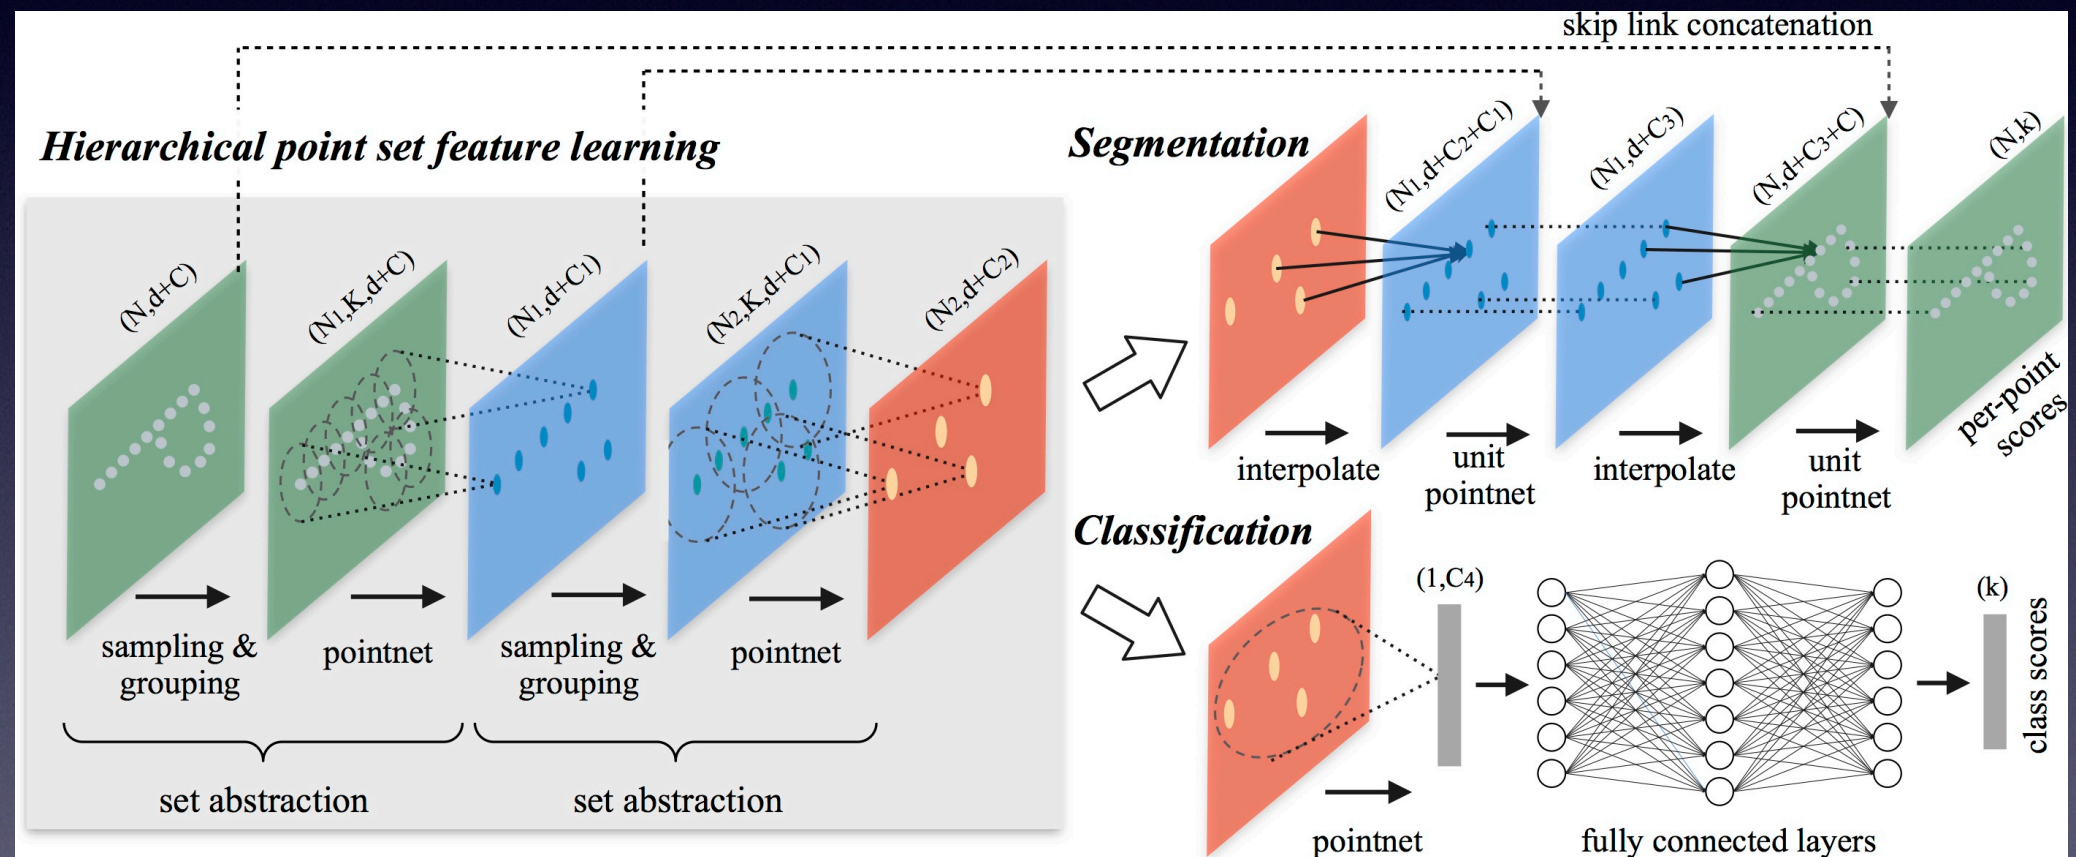 skip link concatenation
Hierarchical point set feature learning
(N,d+C)
(N1,K,d+C)
(N1,d+C1)
(N2,K,d+C1)
(N2,d+C2)
sampling &
grouping
pointnet
sampling &
grouping
pointnet
set abstraction
set abstraction
Segmentation
(N1,d+C2+C1)
(N1,d+C3)
(N,d+C3+C)
(N,k)
interpolate
unit
pointnet
interpolate
unit
pointnet
per-point
scores
Classification
(1,C4)
(k)
class scores
pointnet
fully connected layers